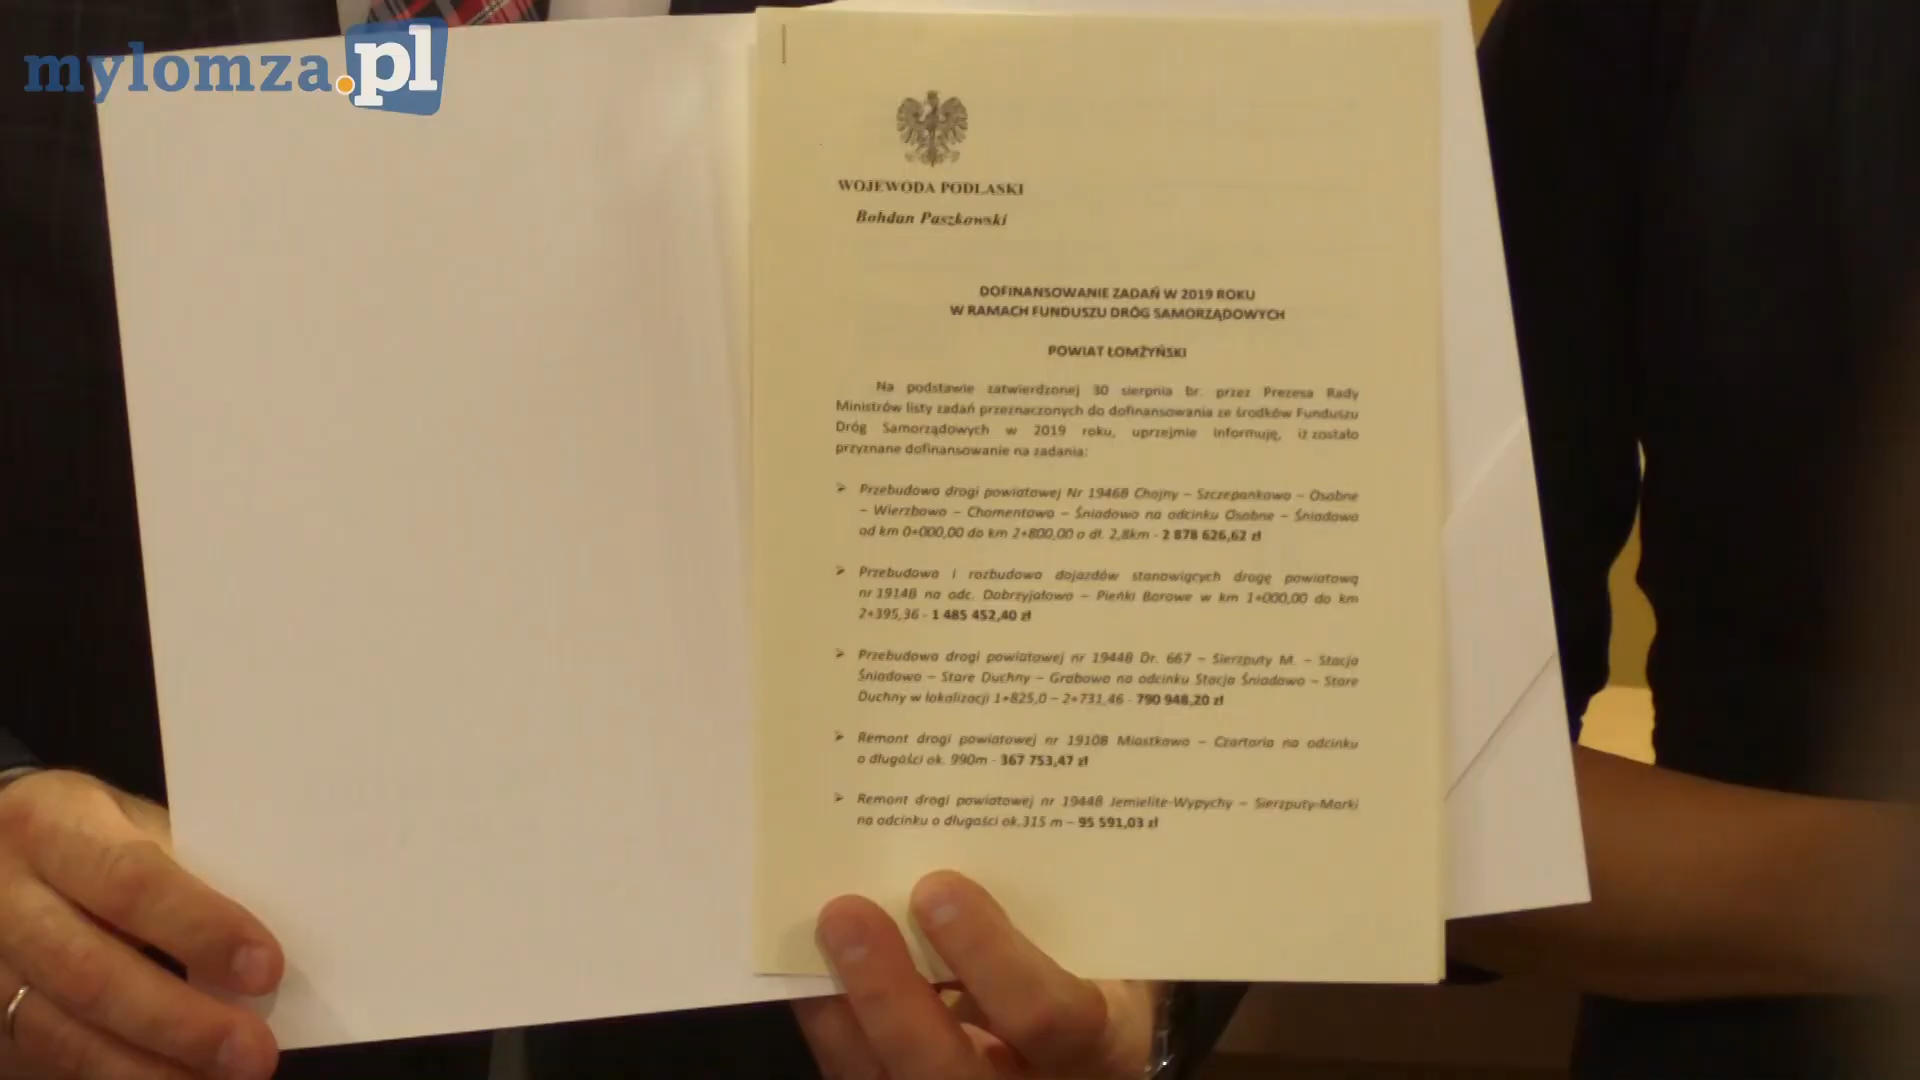 mylomza.pl
WOJEWODA PODLASKI
Bohdan Paszkowski
DOFINANSOWANIE ZADAŃ W 2019 ROKU
W RAMACH FUNDUSZU DRÓG SAMORZĄDOWYCH
POWIAT ŁOMŻYŃSKI
Na podstawie zatwierdzonej 30 sierpnia br. przez Prezesa Rady
Ministrów listy zadań przeznaczonych do dofinansowania ze środków Funduszu
Dróg Samorządowych w 2019 roku, uprzejmie informuję, iż zostało
przyznane dofinansowanie na zadania:
➢ Przebudowa drogi powiatowej Nr 1946B Chojny – Szczepankowo – Osobne
– Wierzbowo – Chomentowo – Śniadowo na odcinku Osobne – Śniadowo
od km 0+000,00 do km 2+800,00 o dł. 2,8km - 2 878 626,62 zł
➢ Przebudowa i rozbudowa dojazdów stanowiących drogę powiatową
nr 1914B na odc. Dobrzyjałowo – Pieńki Borowe w km 1+000,00 do km
2+395,36 - 1 485 452,40 zł
➢ Przebudowa drogi powiatowej nr 1944B Dr. 667 – Sierzputy M. – Stacja
Śniadowo – Stare Duchny – Grabowo na odcinku Stacja Śniadowo – Stare
Duchny w lokalizacji 1+825,0 – 2+731,46 - 790 948,20 zł
➢ Remont drogi powiatowej nr 1910B Miastkowo – Czartoria na odcinku
o długości ok. 990m - 367 753,47 zł
➢ Remont drogi powiatowej nr 1944B Jemielite-Wypychy – Sierzputy-Marki
na odcinku o długości ok.315 m – 95 591,03 zł